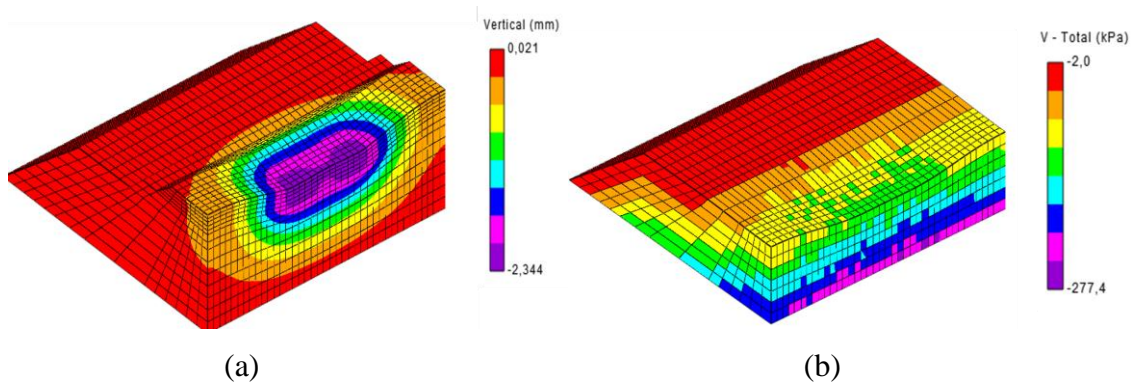 Vertical (mm)
0,021
-2,344
(a)
V - Total (kPa)
-2,0
-277,4
(b)